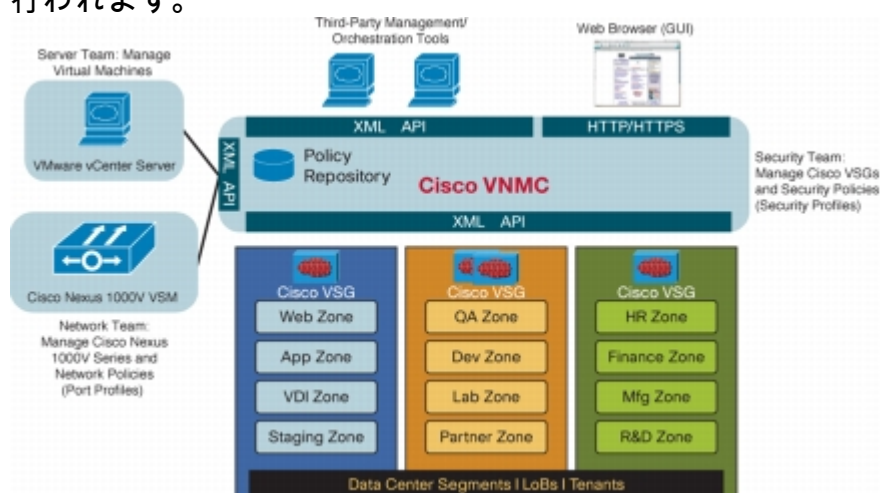 行われます。
Third-Party Management/
Orchestration Tools
Web Browser (GUI)
Server Team: Manage
Virtual Machines
XML API
HTTP/HTTPS
VMware vCenter Server
XML API
Policy
Repository
Cisco VNMC
Security Team:
Manage Cisco VSGs
and Security Policies
(Security Profiles)
XML API
Cisco Nexus 1000V VSM
Network Team:
Manage Cisco Nexus
1000V Series and
Network Policies
(Port Profiles)
Cisco VSG
Web Zone
App Zone
VDI Zone
Staging Zone
Cisco VSG
QA Zone
Dev Zone
Lab Zone
Partner Zone
Cisco VSG
HR Zone
Finance Zone
Mfg Zone
R&D Zone
Data Center Segments I LoBs I Tenants